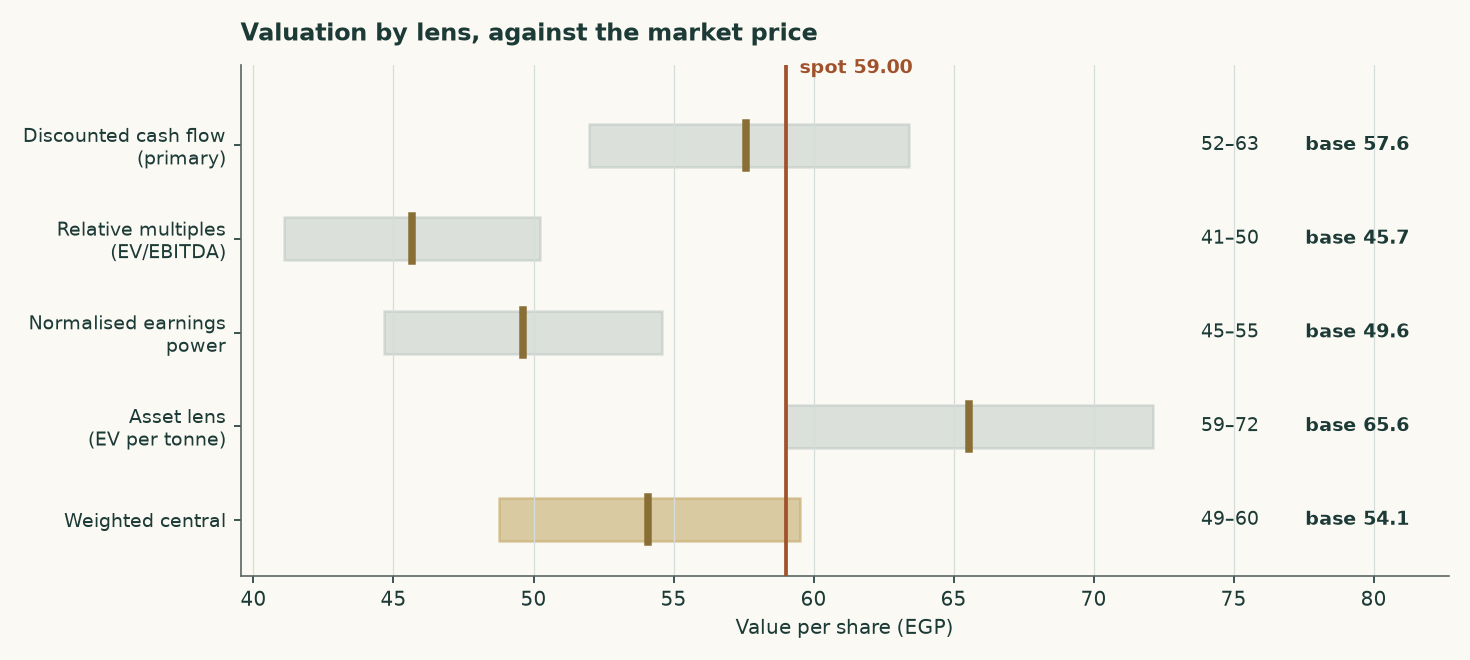 Valuation by lens, against the market price
spot 59.00
Discounted cash flow
(primary)
52–63
base 57.6
Relative multiples
(EV/EBITDA)
41–50
base 45.7
Normalised earnings
power
45–55
base 49.6
Asset lens
(EV per tonne)
59–72
base 65.6
Weighted central
49–60
base 54.1
40 45 50 55 60 65 70 75 80
Value per share (EGP)